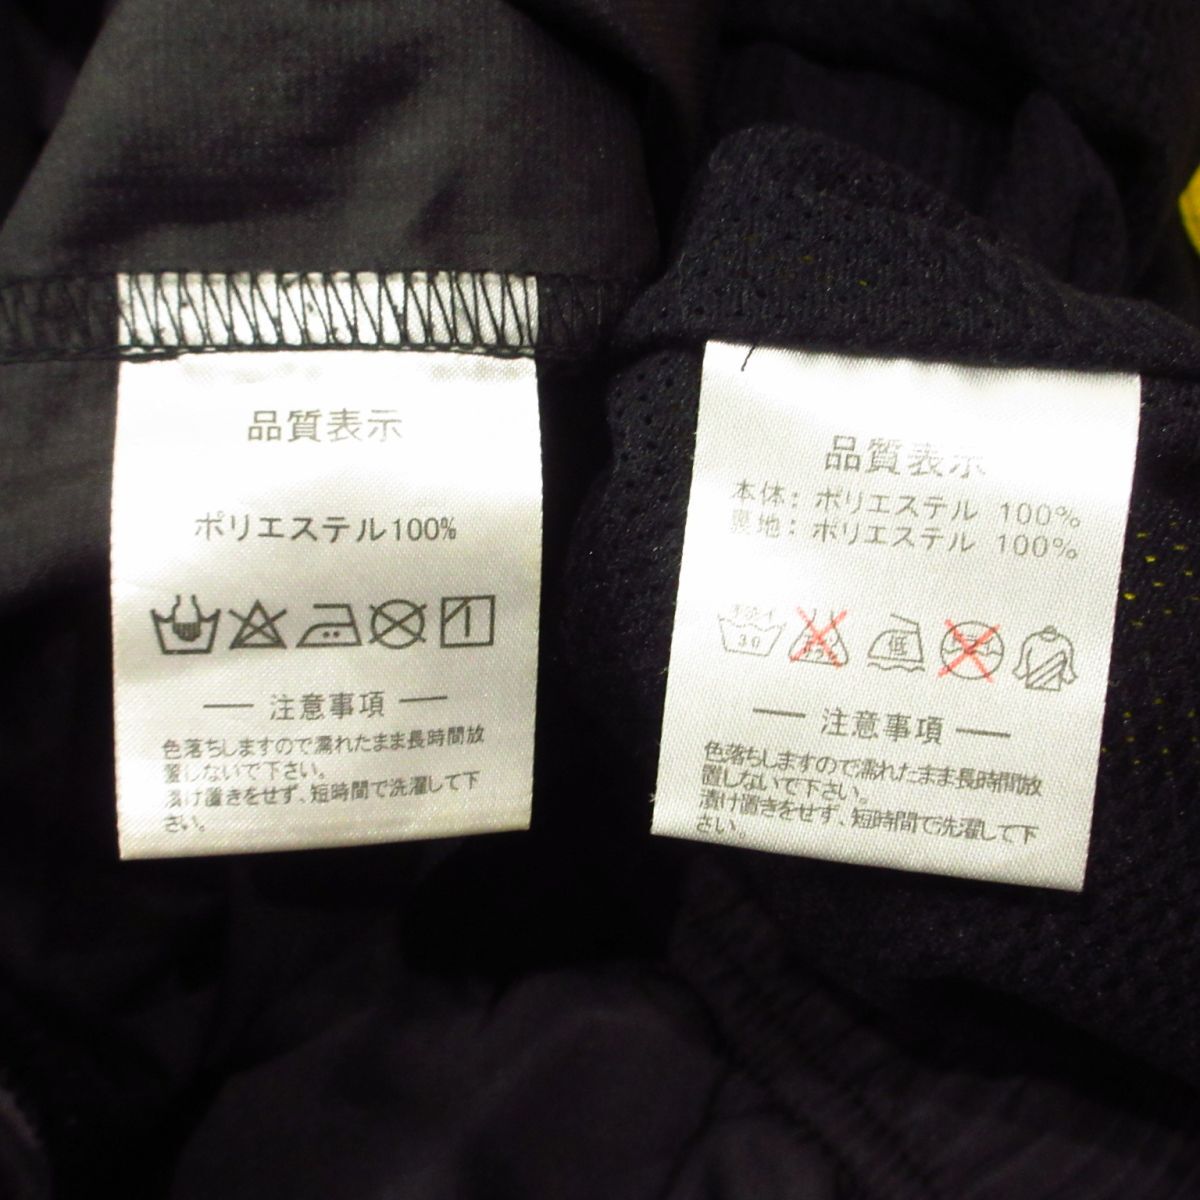 品質表示
ポリエステル100%
― 注意事項 ―
色落ちしますので濡れたまま長時間放
置しないで下さい。
漬け置きをせず、短時間で洗濯して下
さい。
品質表示
本体: ポリエステル 100%
裏地: ポリエステル 100%
手洗イ
30
低
― 注意事項 ―
色落ちしますので濡れたまま長時間放
置しないで下さい。
漬け置きをせず、短時間で洗濯して下
さい。